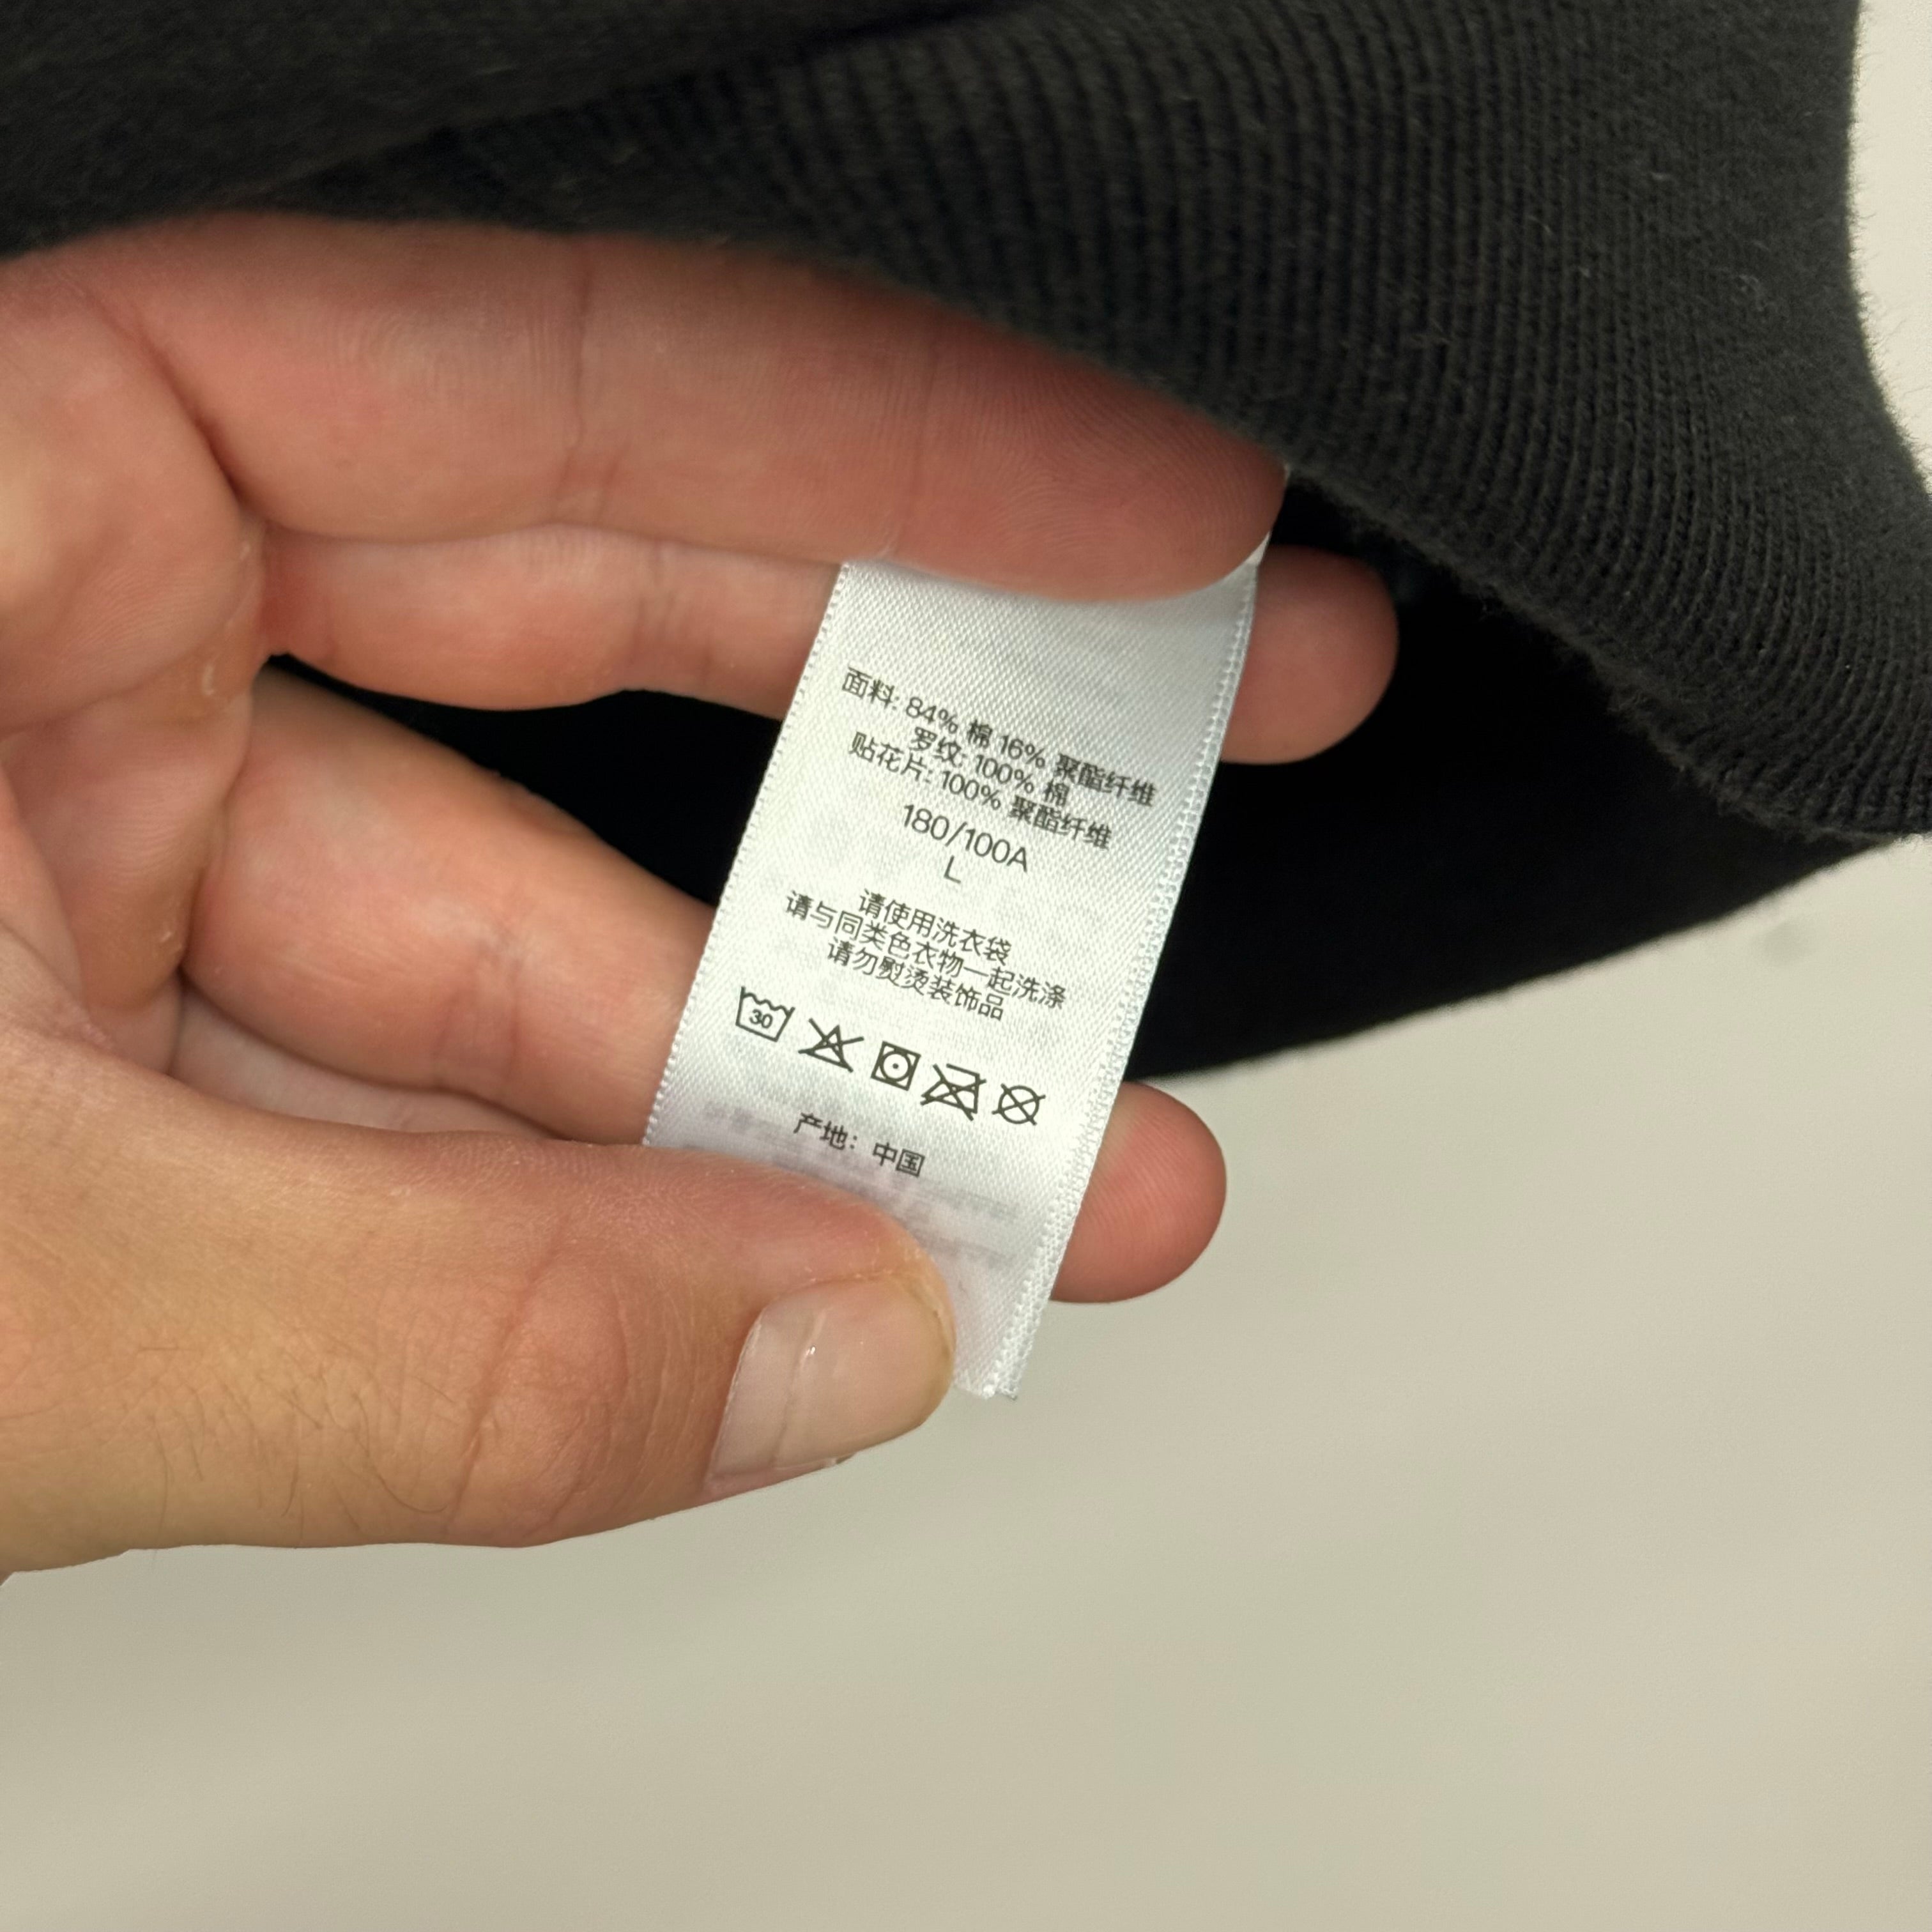 面料: 84% 棉 16% 聚酯纤维
罗纹: 100% 棉
贴花片: 100% 聚酯纤维
180/100A
L
请使用洗衣袋
请与同类色衣物一起洗涤
请勿熨烫装饰品
30
产地: 中国